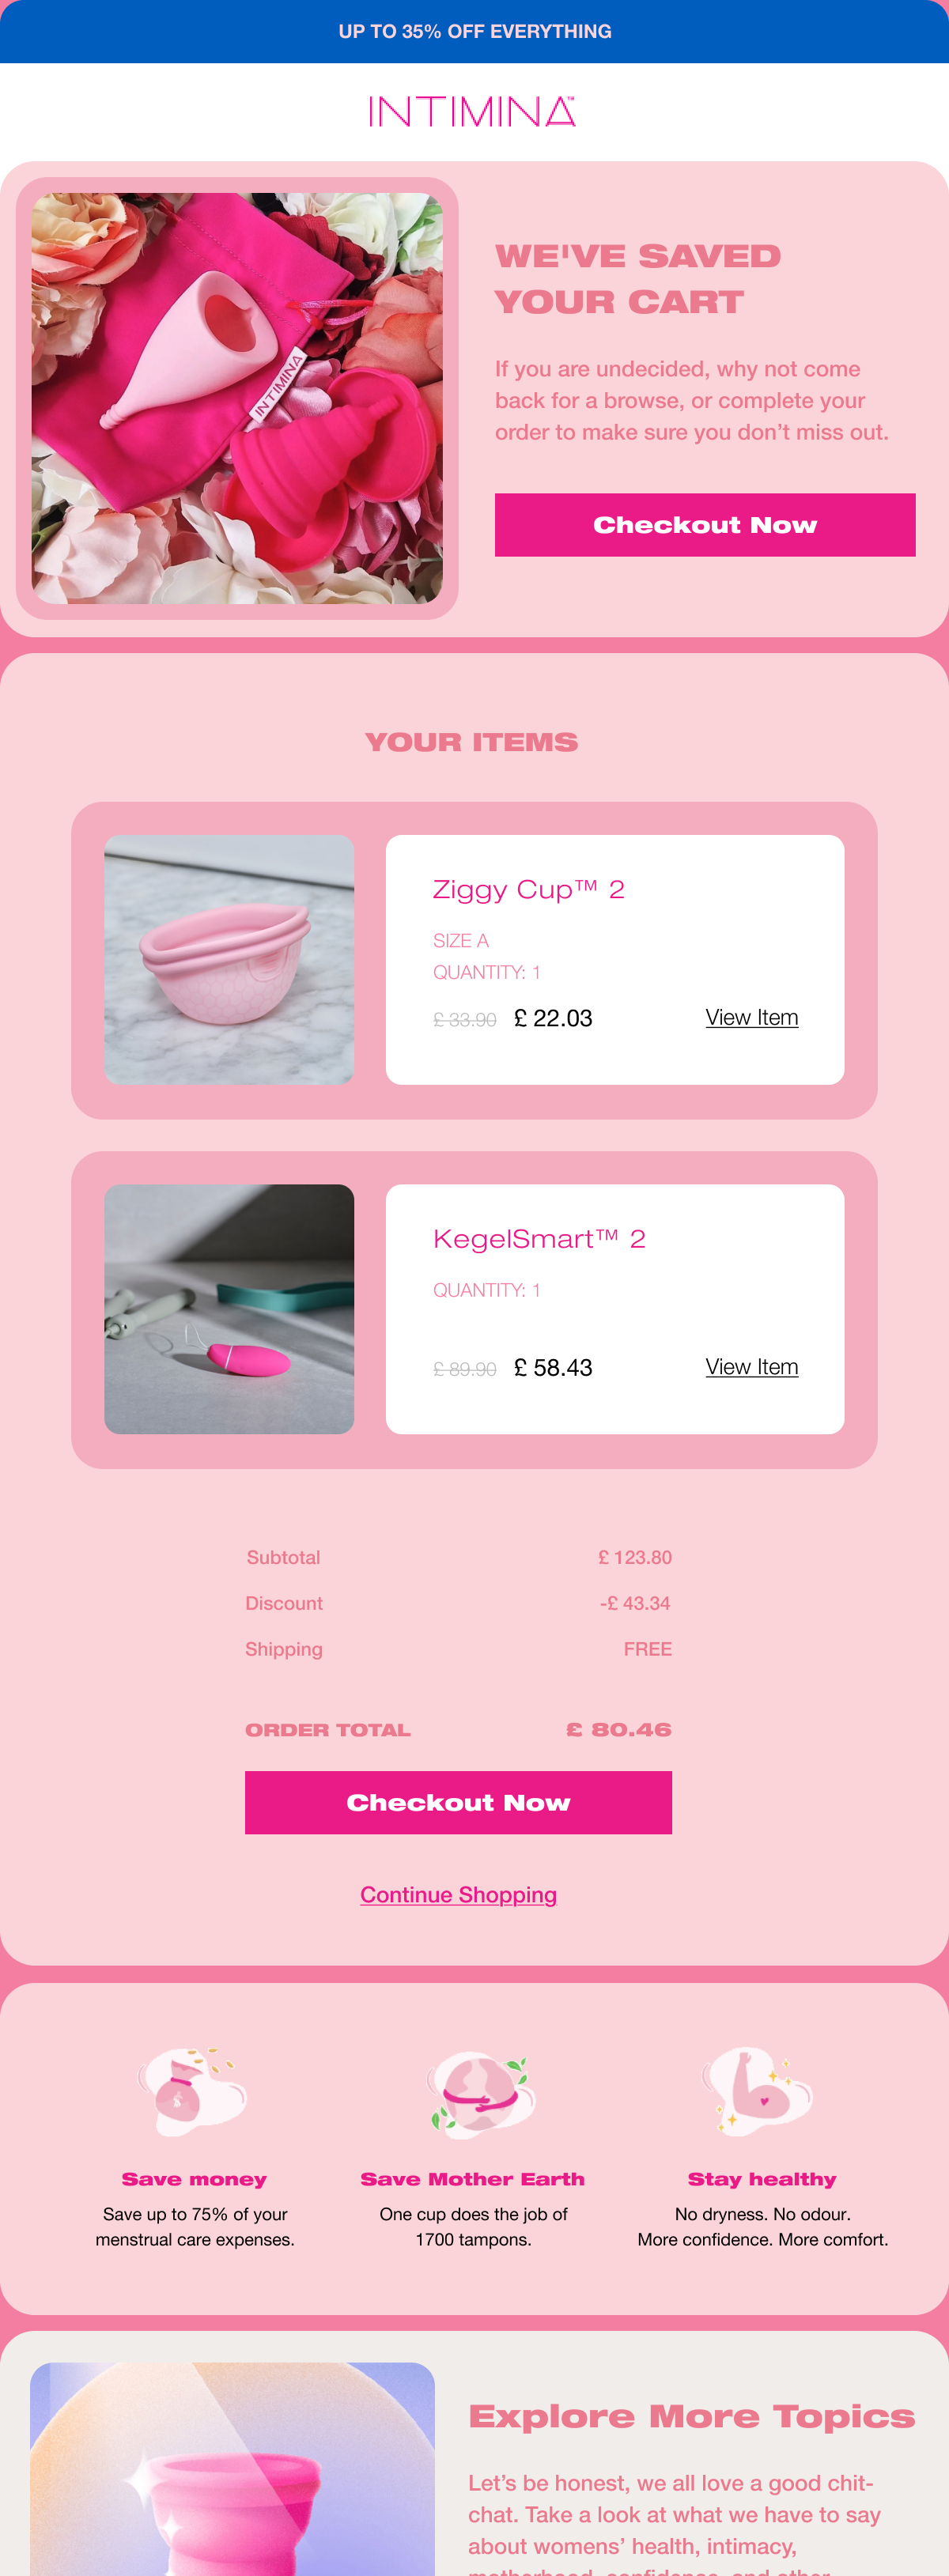 UP TO 35% OFF EVERYTHING
INTIMINA™
INTIMINA
WE'VE SAVED
YOUR CART
If you are undecided, why not come
back for a browse, or complete your
order to make sure you don’t miss out.
Checkout Now
YOUR ITEMS
Ziggy Cup™ 2
SIZE A
QUANTITY: 1
£ 33.90 £ 22.03 View Item
KegelSmart™ 2
QUANTITY: 1
£ 89.90 £ 58.43 View Item
Subtotal £ 123.80
Discount -£ 43.34
Shipping FREE
ORDER TOTAL £ 80.46
Checkout Now
Continue Shopping
Save money
Save up to 75% of your
menstrual care expenses.
Save Mother Earth
One cup does the job of
1700 tampons.
Stay healthy
No dryness. No odour.
More confidence. More comfort.
Explore More Topics
Let’s be honest, we all love a good chit-
chat. Take a look at what we have to say
about womens’ health, intimacy,
motherhood, confidence, and other